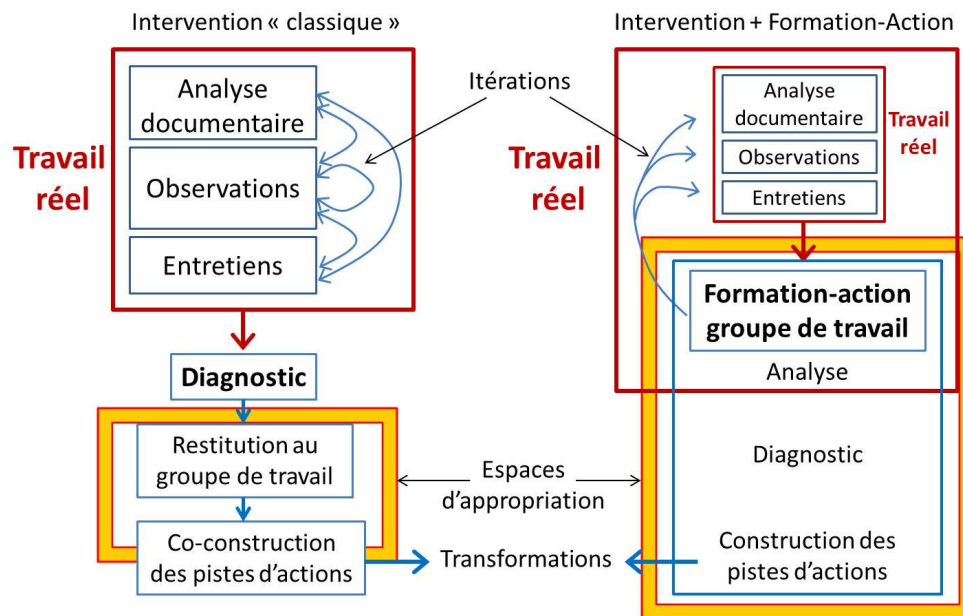 Intervention « classique »
Analyse
documentaire
Travail
réel
Observations
Entretiens
Diagnostic
Restitution au
groupe de travail
Co-construction
des pistes d’actions
Itérations
Espaces
d’appropriation
Transformations
Intervention + Formation-Action
Analyse
documentaire
Travail
réel
Observations
Entretiens
Travail
réel
Formation-action
groupe de travail
Analyse
Diagnostic
Construction des
pistes d’actions